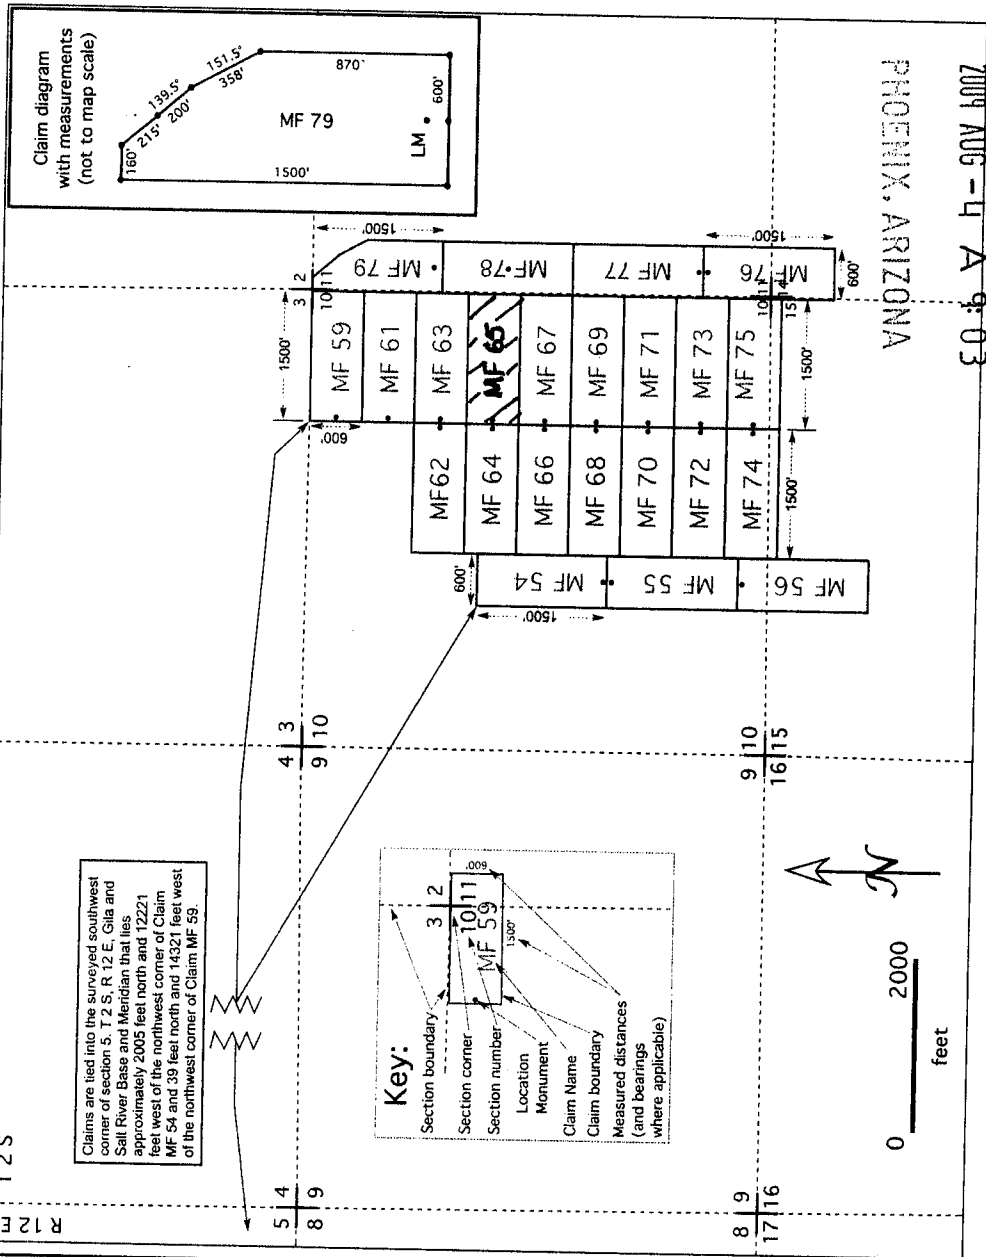 2004 AUG -4 A 9:03
PHOENIX, ARIZONA
Claim diagram
with measurements
(not to map scale)
160'
215'
139.5°
200'
151.5°
358'
870'
MF 79
1500'
LM
600'
R 12 E
T 2 S
Claims are tied into the surveyed southwest
corner of section 5. T 2 S, R 12 E, Gila and
Salt River Base and Meridian that lies
approximately 2005 feet north and 12221
feet west of the northwest corner of Claim
MF 54 and 39 feet north and 14321 feet west
of the northwest corner of Claim MF 59.
5 4
8 9
4 3
9 10
3 2
10 11
8 9
17 16
9 10
16 15
10 11
15 14
1500'
600'
1500'
MF 59
MF 61
MF 63
MF 65
MF 67
MF 69
MF 71
MF 73
MF 75
MF 79
MF 78
MF 77
MF 76
1500'
600'
1500'
MF62
MF 64
MF 66
MF 68
MF 70
MF 72
MF 74
1500'
600'
1500'
MF 54
MF 55
MF 56
Key:
Section boundary
Section corner
Section number
Location
Monument
Claim Name
Claim boundary
Measured distances
(and bearings
where applicable)
3 2
10 11
MF 59
600'
1500'
N
0 2000
feet